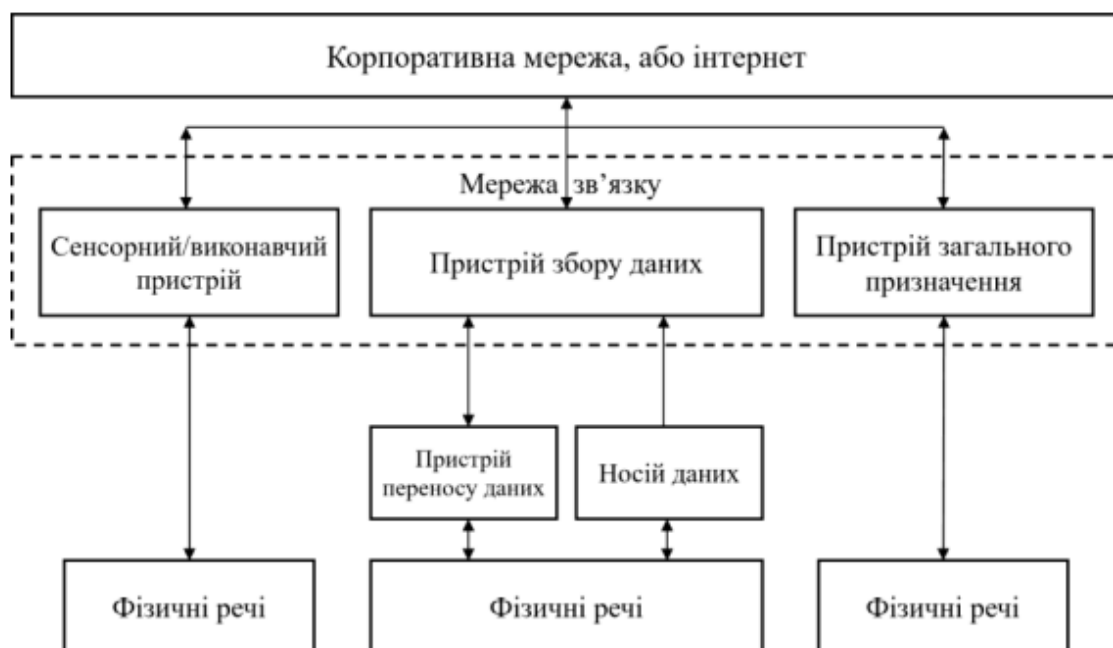 Корпоративна мережа, або інтернет
Мережа зв’язку
Сенсорний/виконавчий
пристрій
Пристрій збору даних
Пристрій загального
призначення
Пристрій
переносу даних
Носій даних
Фізичні речі
Фізичні речі
Фізичні речі